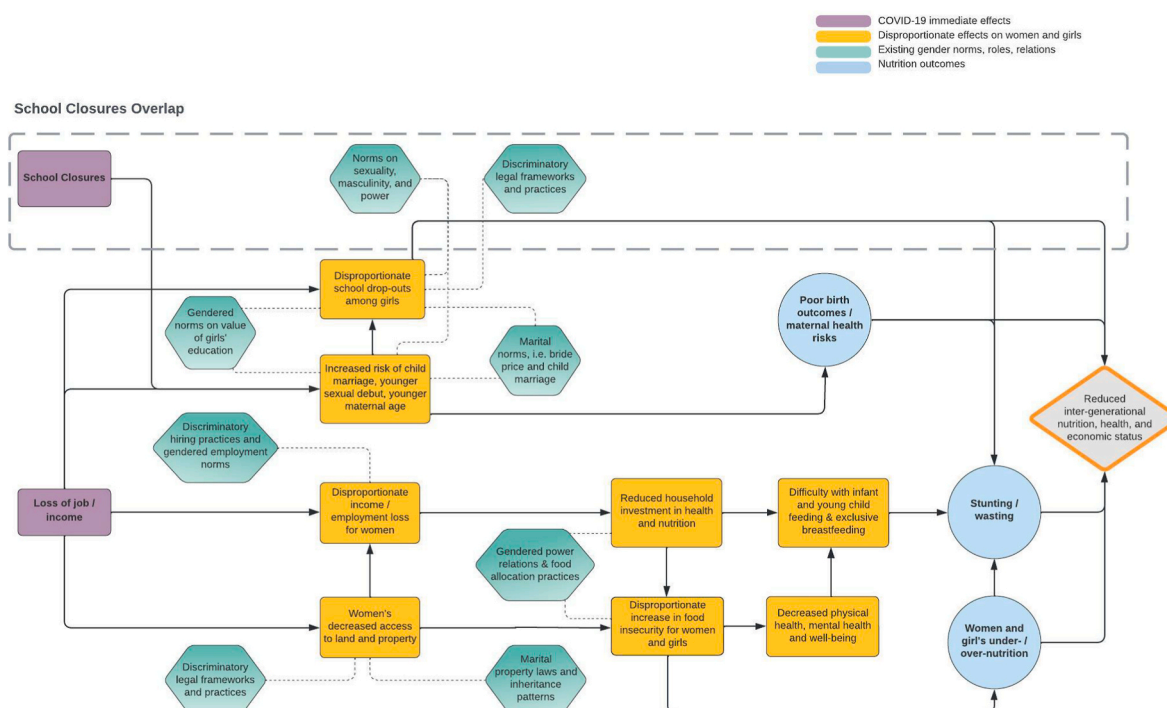 COVID-19 immediate effects
Disproportionate effects on women and girls
Existing gender norms, roles, relations
Nutrition outcomes
School Closures Overlap
School Closures
Norms on
sexuality,
masculinity, and
power
Discriminatory
legal frameworks
and practices
Disproportionate
school drop-outs
among girls
Gendered
norms on value
of girls'
education
Marital
norms, i.e. bride
price and child
marriage
Poor birth
outcomes /
maternal health
risks
Increased risk of child
marriage, younger
sexual debut, younger
maternal age
Reduced
inter-generational
nutrition, health, and
economic status
Discriminatory
hiring practices and
gendered employment
norms
Loss of job /
income
Disproportionate
income /
employment loss
for women
Reduced household
investment in health
and nutrition
Difficulty with infant
and young child
feeding & exclusive
breastfeeding
Stunting /
wasting
Gendered power
relations & food
allocation practices
Women's
decreased access
to land and property
Disproportionate
increase in food
insecurity for women
and girls
Decreased physical
health, mental health
and well-being
Women and
girl's under- /
over-nutrition
Discriminatory
legal frameworks
and practices
Marital
property laws and
inheritance
patterns